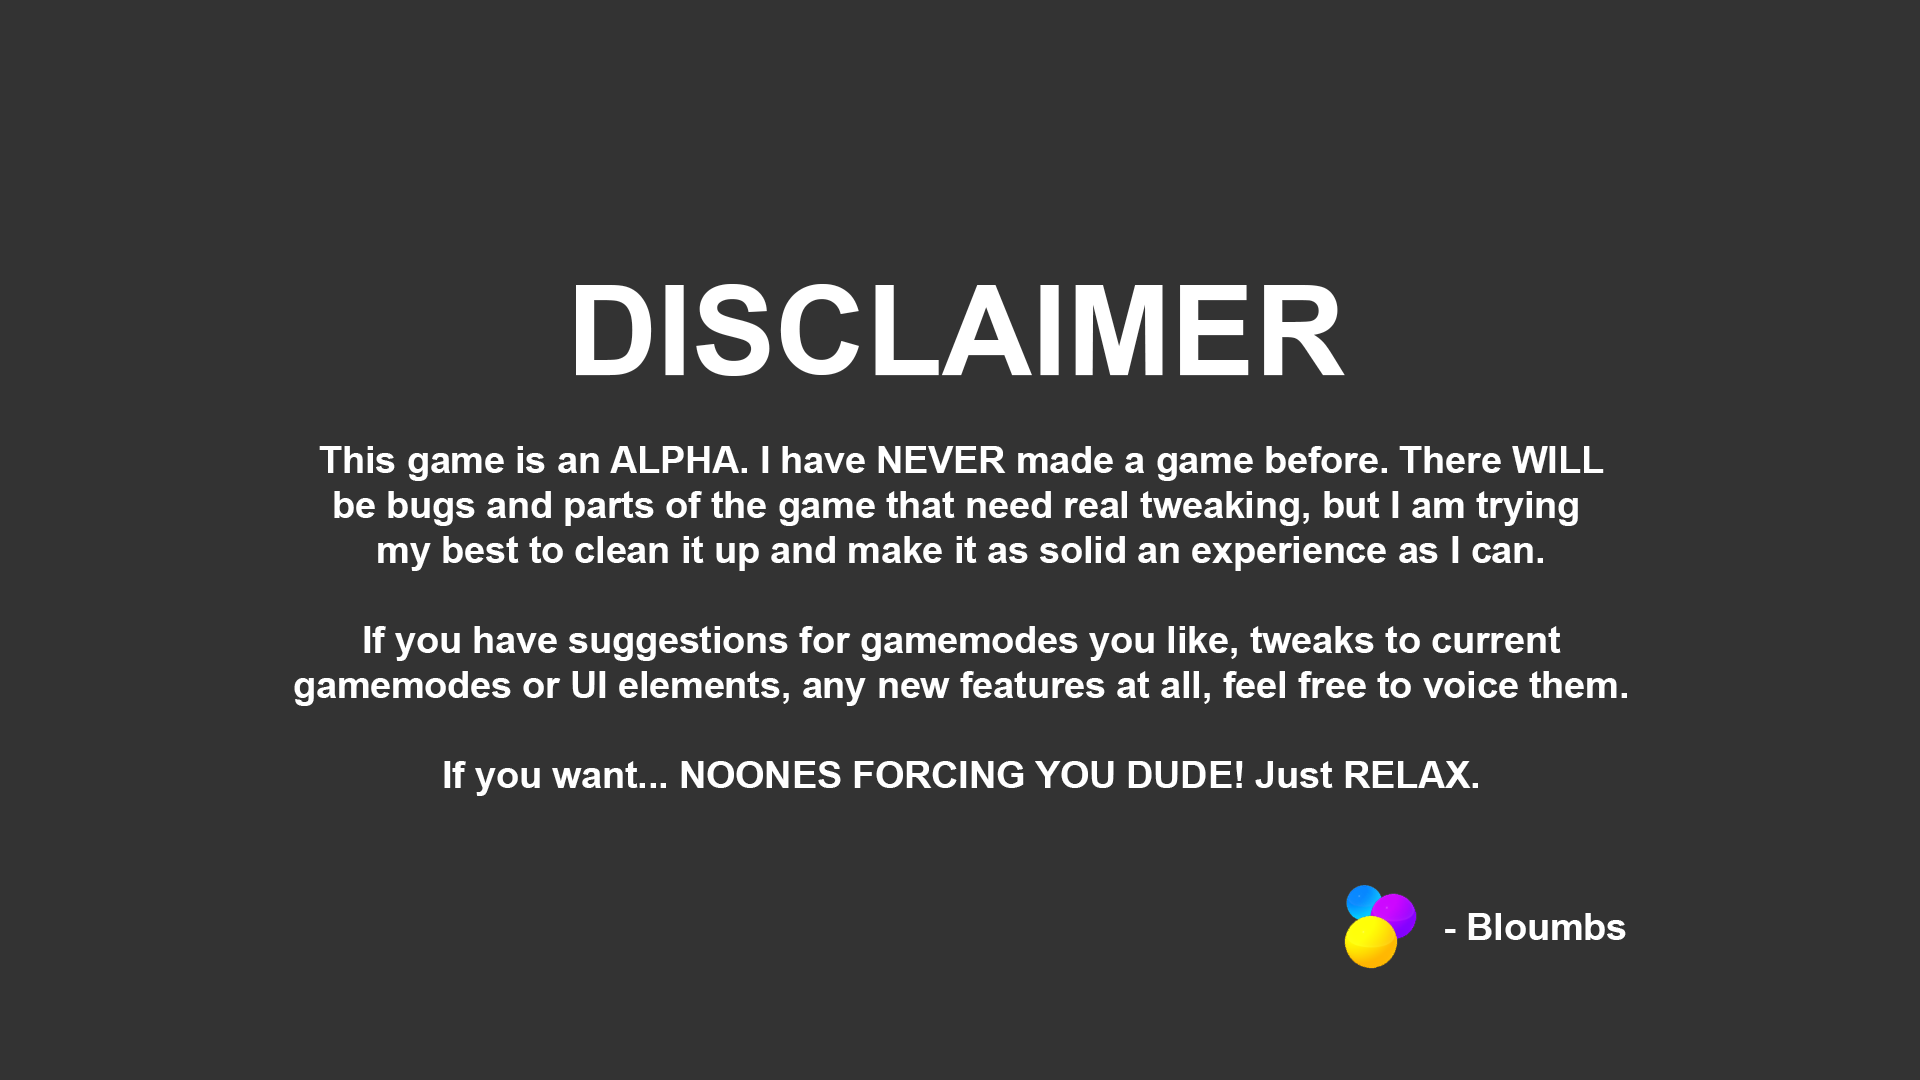 DISCLAIMER
This game is an ALPHA. I have NEVER made a game before. There WILL
be bugs and parts of the game that need real tweaking, but I am trying
my best to clean it up and make it as solid an experience as I can.
If you have suggestions for gamemodes you like, tweaks to current
gamemodes or UI elements, any new features at all, feel free to voice them.
If you want... NOONES FORCING YOU DUDE! Just RELAX.
- Bloumbs